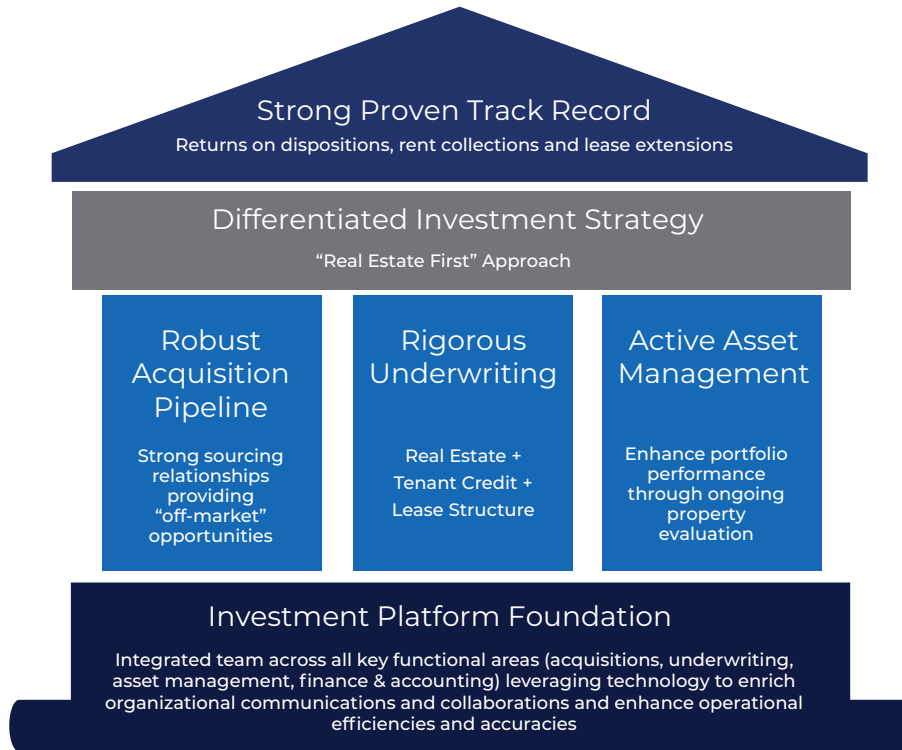 Strong Proven Track Record
Returns on dispositions, rent collections and lease extensions
Differentiated Investment Strategy
“Real Estate First” Approach
Robust
Acquisition
Pipeline
Strong sourcing
relationships
providing
“off-market”
opportunities
Rigorous
Underwriting
Real Estate +
Tenant Credit +
Lease Structure
Active Asset
Management
Enhance portfolio
performance
through ongoing
property
evaluation
Investment Platform Foundation
Integrated team across all key functional areas (acquisitions, underwriting,
asset management, finance & accounting) leveraging technology to enrich
organizational communications and collaborations and enhance operational
efficiencies and accuracies